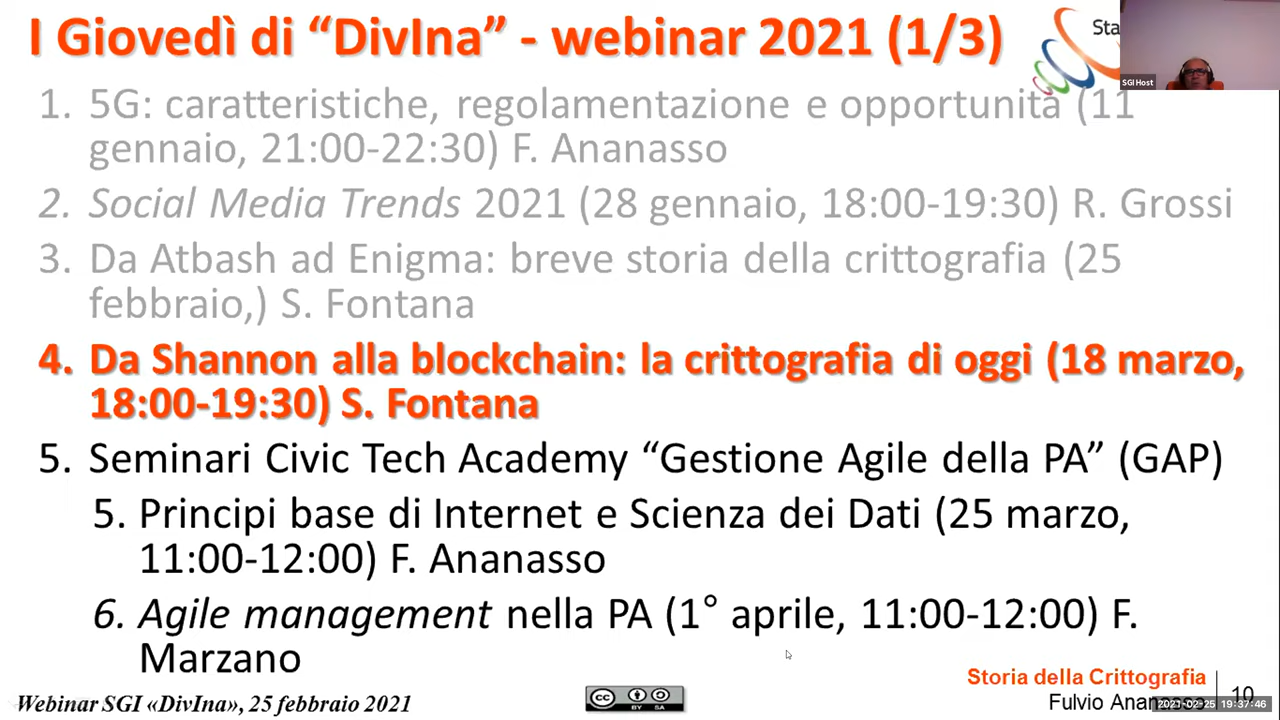 I Giovedì di “DivIna” - webinar 2021 (1/3)
Sta
SGI Host
1. 5G: caratteristiche, regolamentazione e opportunità (11
gennaio, 21:00-22:30) F. Ananasso
2. Social Media Trends 2021 (28 gennaio, 18:00-19:30) R. Grossi
3. Da Atbash ad Enigma: breve storia della crittografia (25
febbraio,) S. Fontana
4. Da Shannon alla blockchain: la crittografia di oggi (18 marzo,
18:00-19:30) S. Fontana
5. Seminari Civic Tech Academy “Gestione Agile della PA” (GAP)
5. Principi base di Internet e Scienza dei Dati (25 marzo,
11:00-12:00) F. Ananasso
6. Agile management nella PA (1° aprile, 11:00-12:00) F.
Marzano
Webinar SGI «DivIna», 25 febbraio 2021
cc BY SA
Storia della Crittografia
Fulvio Ananasso
10
2021-02-25 19:37:46